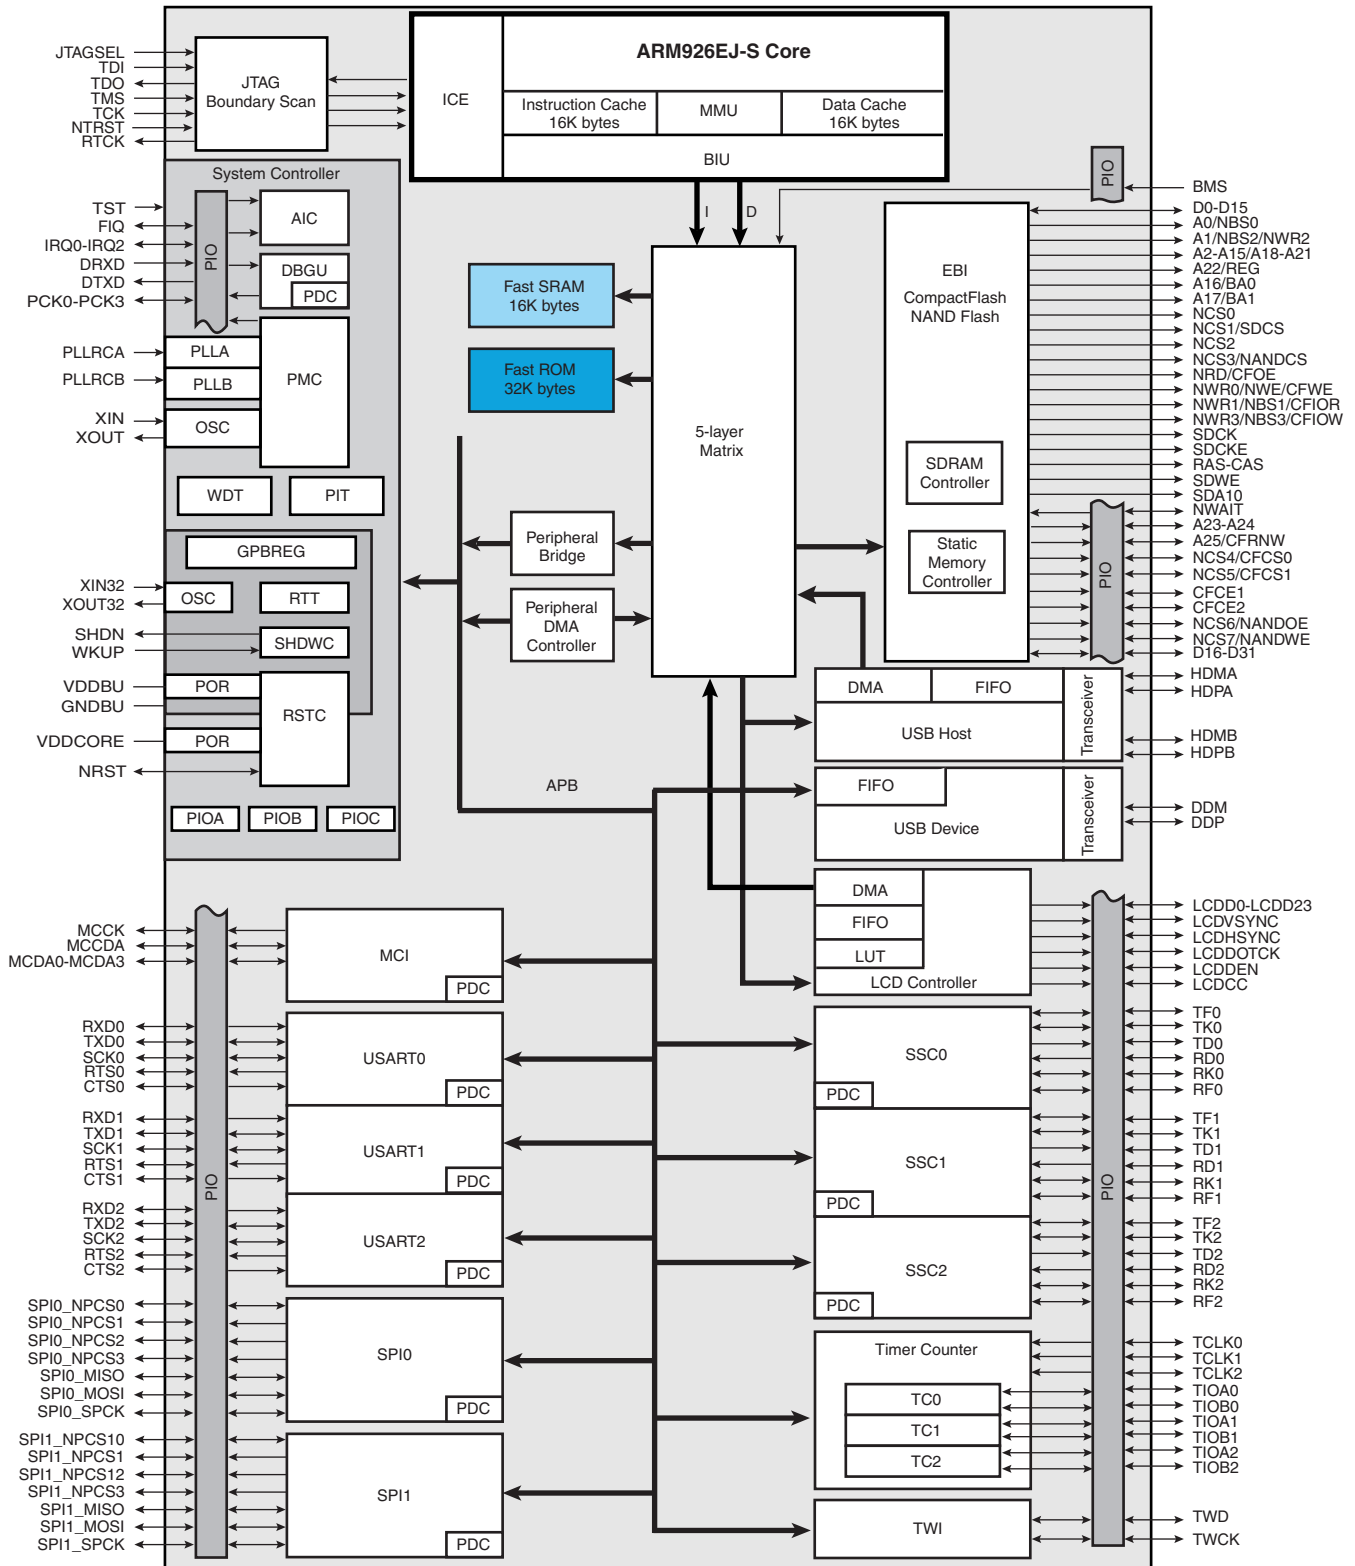 ARM926EJ-S Core
ICE
Instruction Cache
16K bytes
MMU
Data Cache
16K bytes
BIU
I
D
JTAGSEL
TDI
TDO
TMS
TCK
NTRST
RTCK
JTAG
Boundary Scan
System Controller
TST
FIQ
IRQ0-IRQ2
DRXD
DTXD
PCK0-PCK3
PLLRCA
PLLRCB
XIN
XOUT
PIO
AIC
DBGU
PDC
PLLA
PLLB
OSC
PMC
WDT
PIT
GPBREG
XIN32
XOUT32
SHDN
WKUP
VDDBU
GNDBU
VDDCORE
NRST
OSC
RTT
SHDWC
POR
RSTC
POR
PIOA
PIOB
PIOC
Fast SRAM
16K bytes
Fast ROM
32K bytes
5-layer
Matrix
Peripheral
Bridge
Peripheral
DMA
Controller
APB
PIO
BMS
EBI
CompactFlash
NAND Flash
SDRAM
Controller
Static
Memory
Controller
D0-D15
A0/NBS0
A1/NBS2/NWR2
A2-A15/A18-A21
A22/REG
A16/BA0
A17/BA1
NCS0
NCS1/SDCS
NCS2
NCS3/NANDCS
NRD/CFOE
NWR0/NWE/CFWE
NWR1/NBS1/CFIOR
NWR3/NBS3/CFIOW
SDCK
SDCKE
RAS-CAS
SDWE
SDA10
PIO
NWAIT
A23-A24
A25/CFRNW
NCS4/CFCS0
NCS5/CFCS1
CFCE1
CFCE2
NCS6/NANDOE
NCS7/NANDWE
D16-D31
DMA
FIFO
USB Host
Transceiver
HDMA
HDPA
HDMB
HDPB
FIFO
USB Device
Transceiver
DDM
DDP
DMA
FIFO
LUT
LCD Controller
LCDD0-LCDD23
LCDVSYNC
LCDHSYNC
LCDDOTCK
LCDDEN
LCDCC
MCCK
MCCDA
MCDA0-MCDA3
MCI
PDC
RXD0
TXD0
SCK0
RTS0
CTS0
USART0
PDC
RXD1
TXD1
SCK1
RTS1
CTS1
USART1
PDC
PIO
RXD2
TXD2
SCK2
RTS2
CTS2
USART2
PDC
SPI0_NPCS0
SPI0_NPCS1
SPI0_NPCS2
SPI0_NPCS3
SPI0_MISO
SPI0_MOSI
SPI0_SPCK
SPI0
PDC
SPI1_NPCS10
SPI1_NPCS1
SPI1_NPCS12
SPI1_NPCS3
SPI1_MISO
SPI1_MOSI
SPI1_SPCK
SPI1
PDC
SSC0
PDC
TF0
TK0
TD0
RD0
RK0
RF0
SSC1
PDC
PIO
TF1
TK1
TD1
RD1
RK1
RF1
SSC2
PDC
TF2
TK2
TD2
RD2
RK2
RF2
Timer Counter
TC0
TC1
TC2
TCLK0
TCLK1
TCLK2
TIOA0
TIOB0
TIOA1
TIOB1
TIOA2
TIOB2
TWI
TWD
TWCK